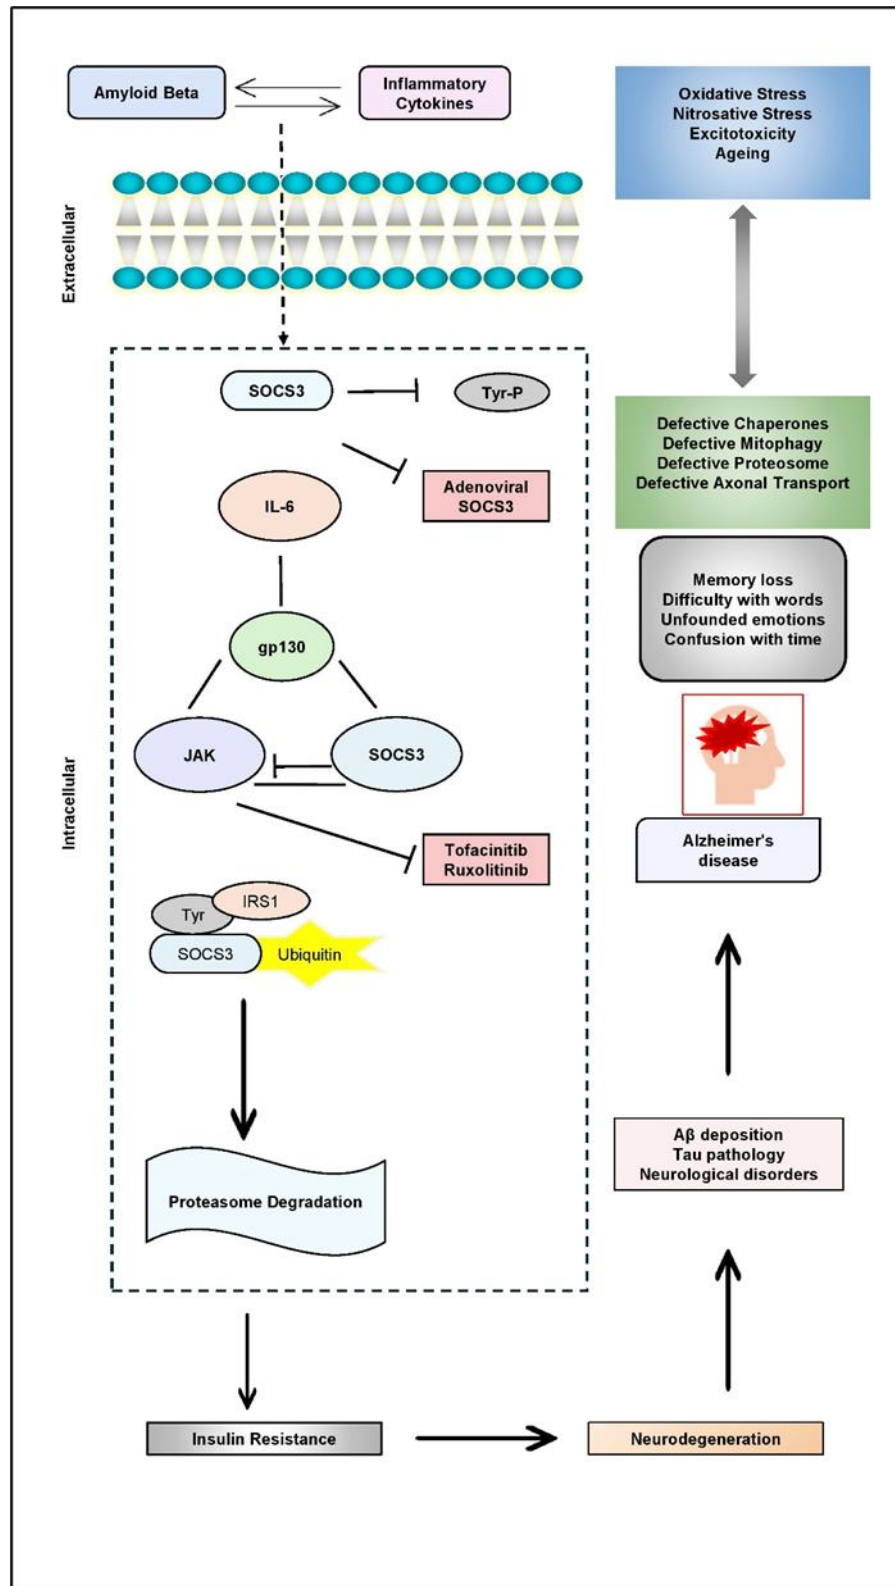 Amyloid Beta
Inflammatory
Cytokines
Extracellular
SOCS3
Tyr-P
Adenoviral
SOCS3
IL-6
gp130
JAK
SOCS3
Intracellular
Tofacinitib
Ruxolitinib
IRS1
Tyr
SOCS3
Ubiquitin
Proteasome Degradation
Insulin Resistance
Neurodegeneration
Aβ deposition
Tau pathology
Neurological disorders
Alzheimer's
disease
Memory loss
Difficulty with words
Unfounded emotions
Confusion with time
Defective Chaperones
Defective Mitophagy
Defective Proteosome
Defective Axonal Transport
Oxidative Stress
Nitrosative Stress
Excitotoxicity
Ageing